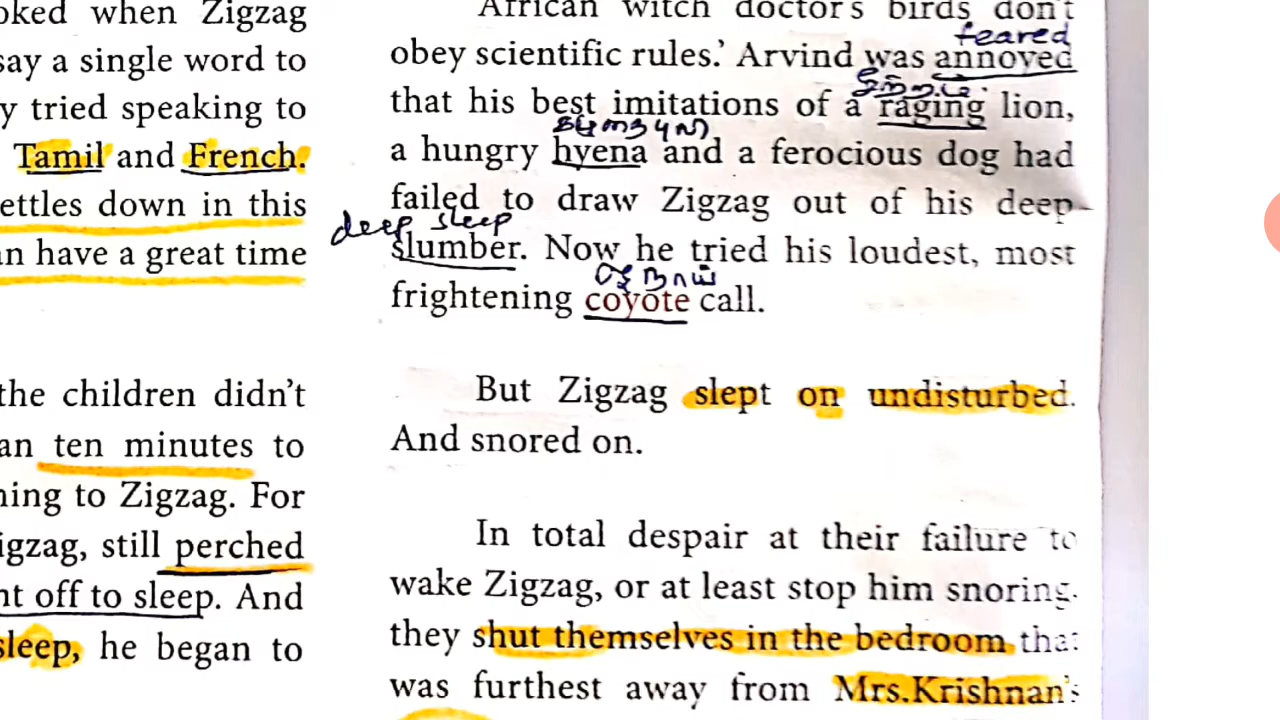 oked when Zigzag
say a single word to
y tried speaking to
Tamil and French.
ettles down in this
n have a great time
the children didn't
an ten minutes to
ning to Zigzag. For
igzag, still perched
nt off to sleep. And
sleep, he began to
African witch doctor's birds don't
feared
obey scientific rules.' Arvind was annoyed
that his best imitations of a raging lion,
a hungry hyena and a ferocious dog had
failed to draw Zigzag out of his deep
deep sleep
slumber. Now he tried his loudest, most
ஓநாய்
frightening coyote call.
But Zigzag slept on undisturbed.
And snored on.
In total despair at their failure to
wake Zigzag, or at least stop him snoring,
they shut themselves in the bedroom that
was furthest away from Mrs.Krishnan's